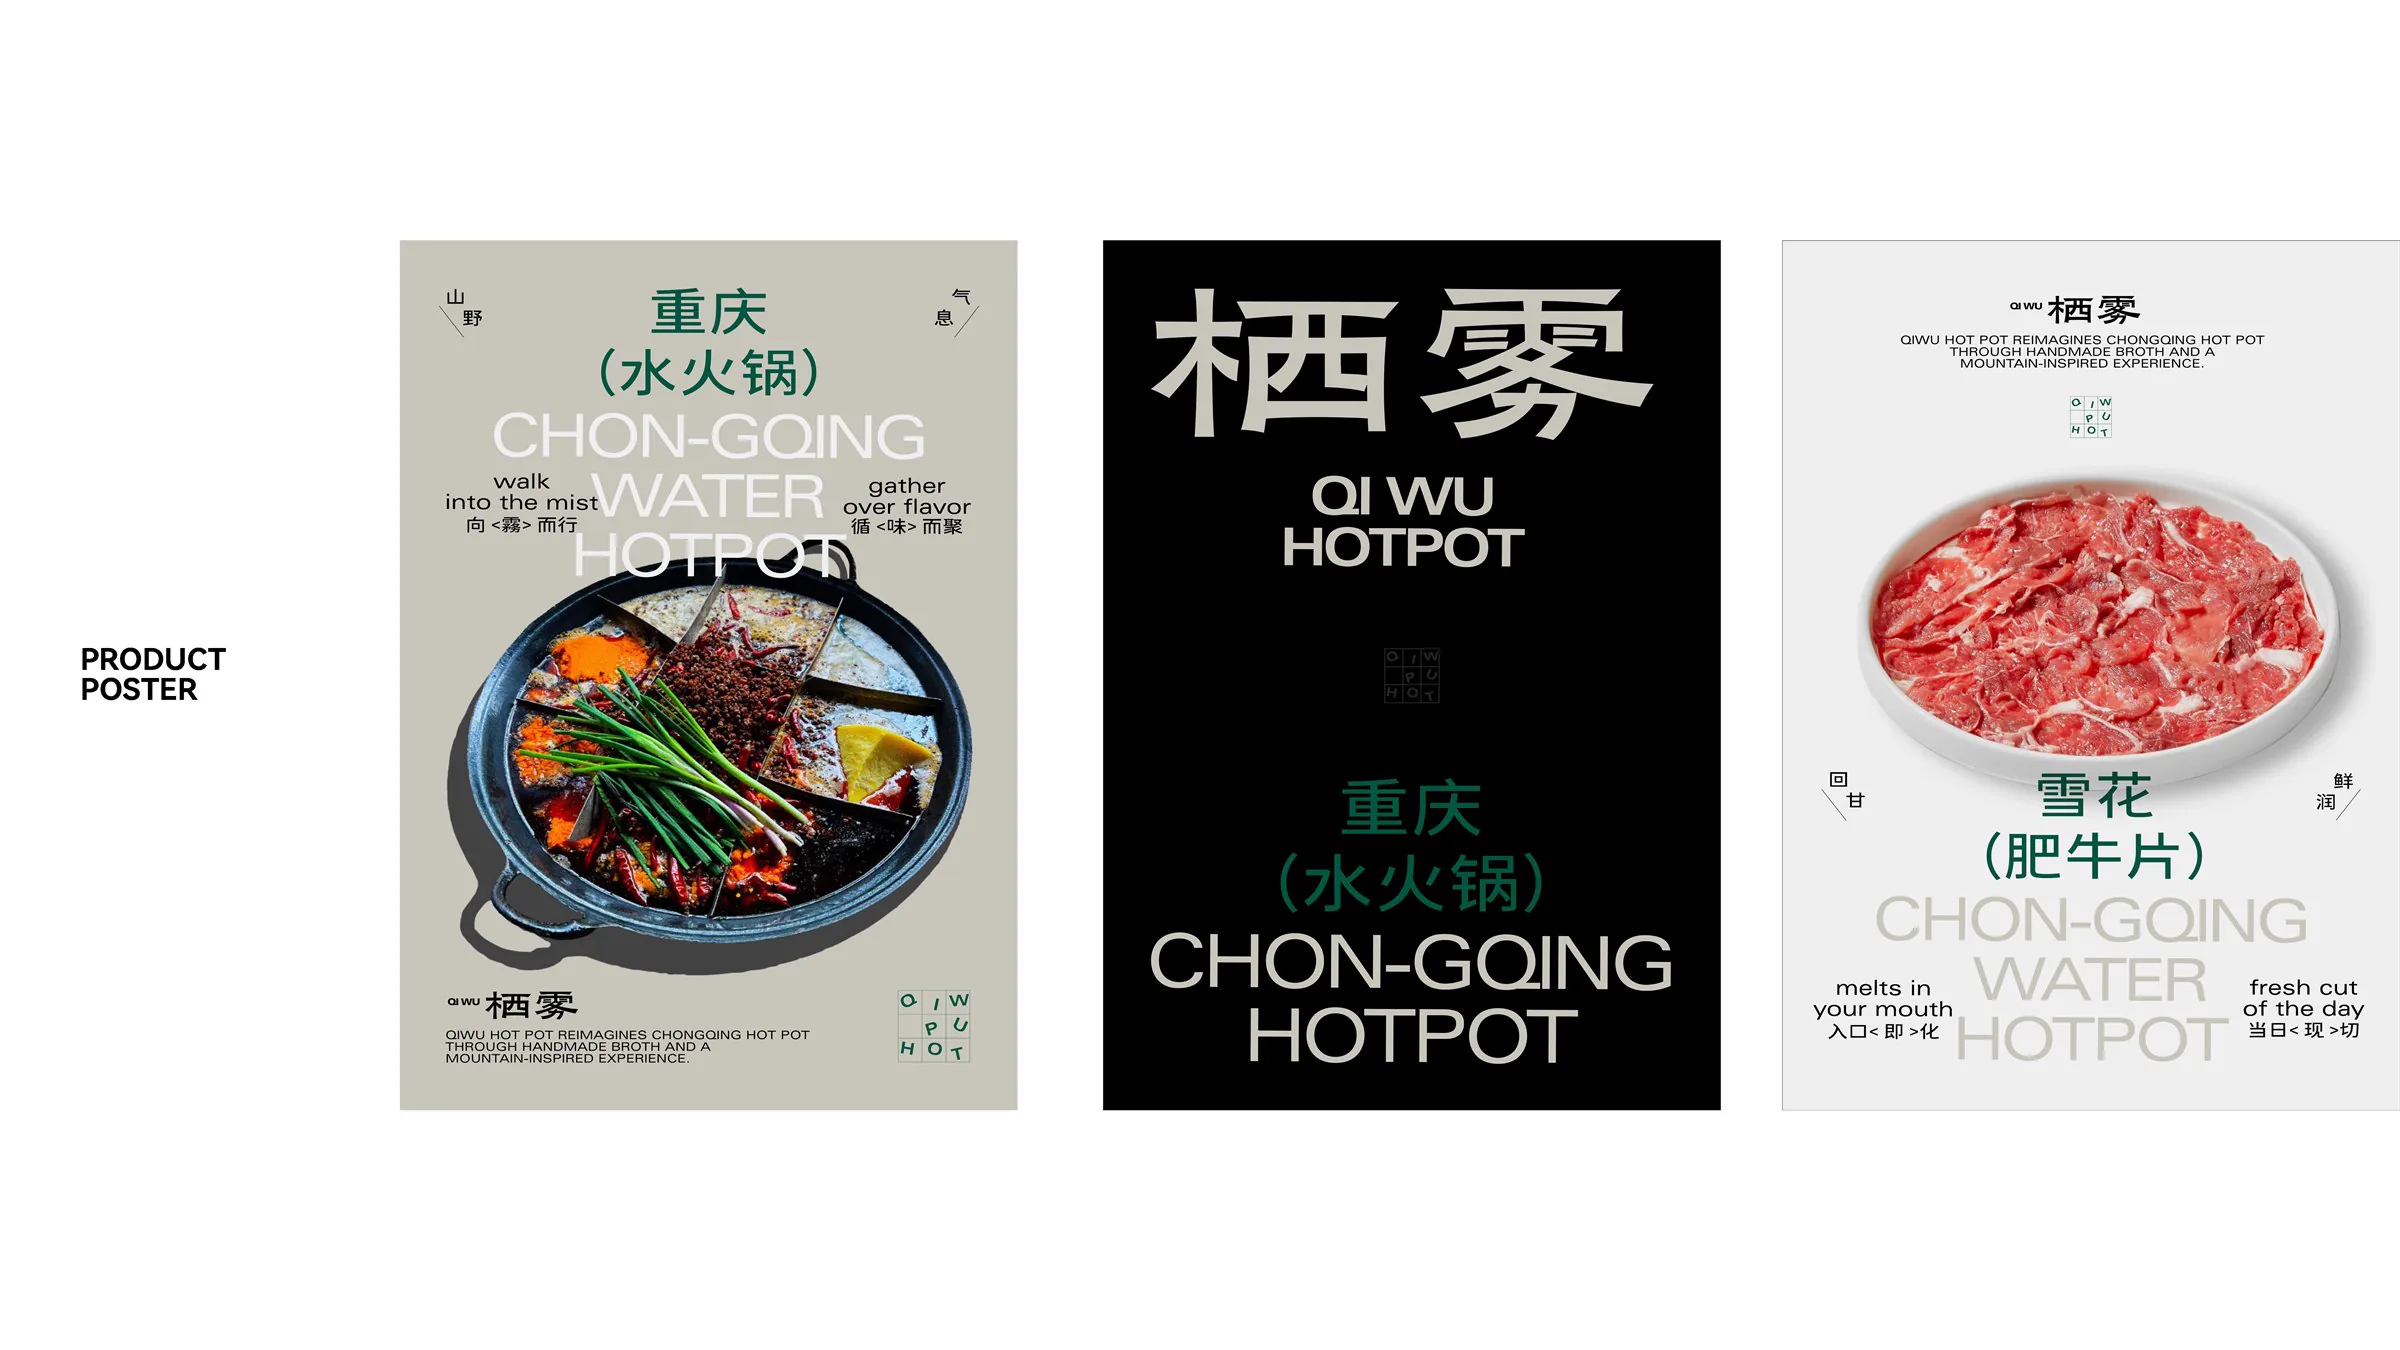 PRODUCT
POSTER
山野
气息
重庆
（水火锅）
CHON-GQING
WATER
HOTPOT
walk
into the mist
向 <霧> 而行
gather
over flavor
循 <味> 而聚
QI WU 栖雾
QIWU HOT POT REIMAGINES CHONGQING HOT POT
THROUGH HANDMADE BROTH AND A
MOUNTAIN-INSPIRED EXPERIENCE.
Q I W
P U
H O T
栖雾
QI WU
HOTPOT
Q I W
P U
H O T
重庆
（水火锅）
CHON-GQING
HOTPOT
QI WU 栖雾
QIWU HOT POT REIMAGINES CHONGQING HOT POT
THROUGH HANDMADE BROTH AND A
MOUNTAIN-INSPIRED EXPERIENCE.
Q I W
P U
H O T
回甘
鲜润
雪花
（肥牛片）
CHON-GQING
WATER
HOTPOT
melts in
your mouth
入口< 即 >化
fresh cut
of the day
当日< 现 >切